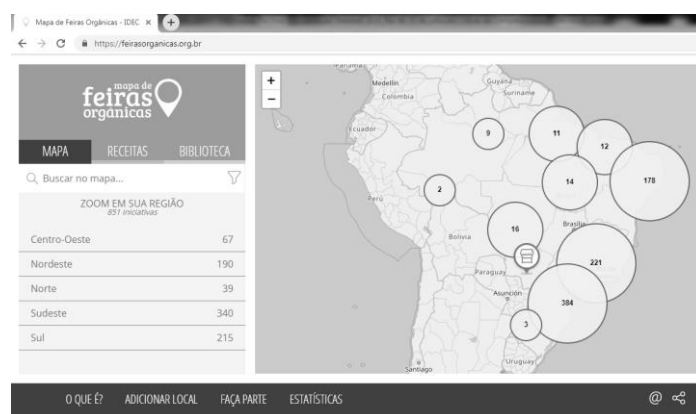 Mapa de Feiras Orgânicas - IDEC
https://feirasorganicas.org.br
mapa de
feiras
orgânicas
MAPA RECEITAS BIBLIOTECA
Buscar no mapa...
ZOOM EM SUA REGIÃO
851 iniciativas
Centro-Oeste 67
Nordeste 190
Norte 39
Sudeste 340
Sul 215
+
−
Panamá
Medellín
Colombia
Guyana
Suriname
Ecuador
9
11
12
178
14
2
Perú
16
Brasília
Bolivia
221
Paraguay
Asunción
384
3
Uruguay
Santiago
O QUE É? ADICIONAR LOCAL FAÇA PARTE ESTATÍSTICAS
@